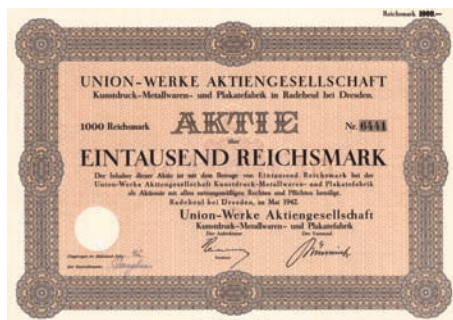 Reichsmark 1000.—
UNION-WERKE AKTIENGESELLSCHAFT
Kunstdruck-Metallwaren- und Plakatefabrik in Radebeul bei Dresden.
1000 Reichsmark AKTIE Nr. 6441
über
EINTAUSEND REICHSMARK
Der Inhaber dieser Aktie ist mit dem Betrage von Eintausend Reichsmark bei der
Union-Werke Aktiengesellschaft Kunstdruck-Metallwaren- und Plakatefabrik
als Aktionär mit allen satzungsmäßigen Rechten und Pflichten beteiligt.
Radebeul bei Dresden, im Mai 1942.
Union-Werke Aktiengesellschaft
Kunstdruck-Metallwaren- und Plakatefabrik
Der Aufsichtsrat Der Vorstand